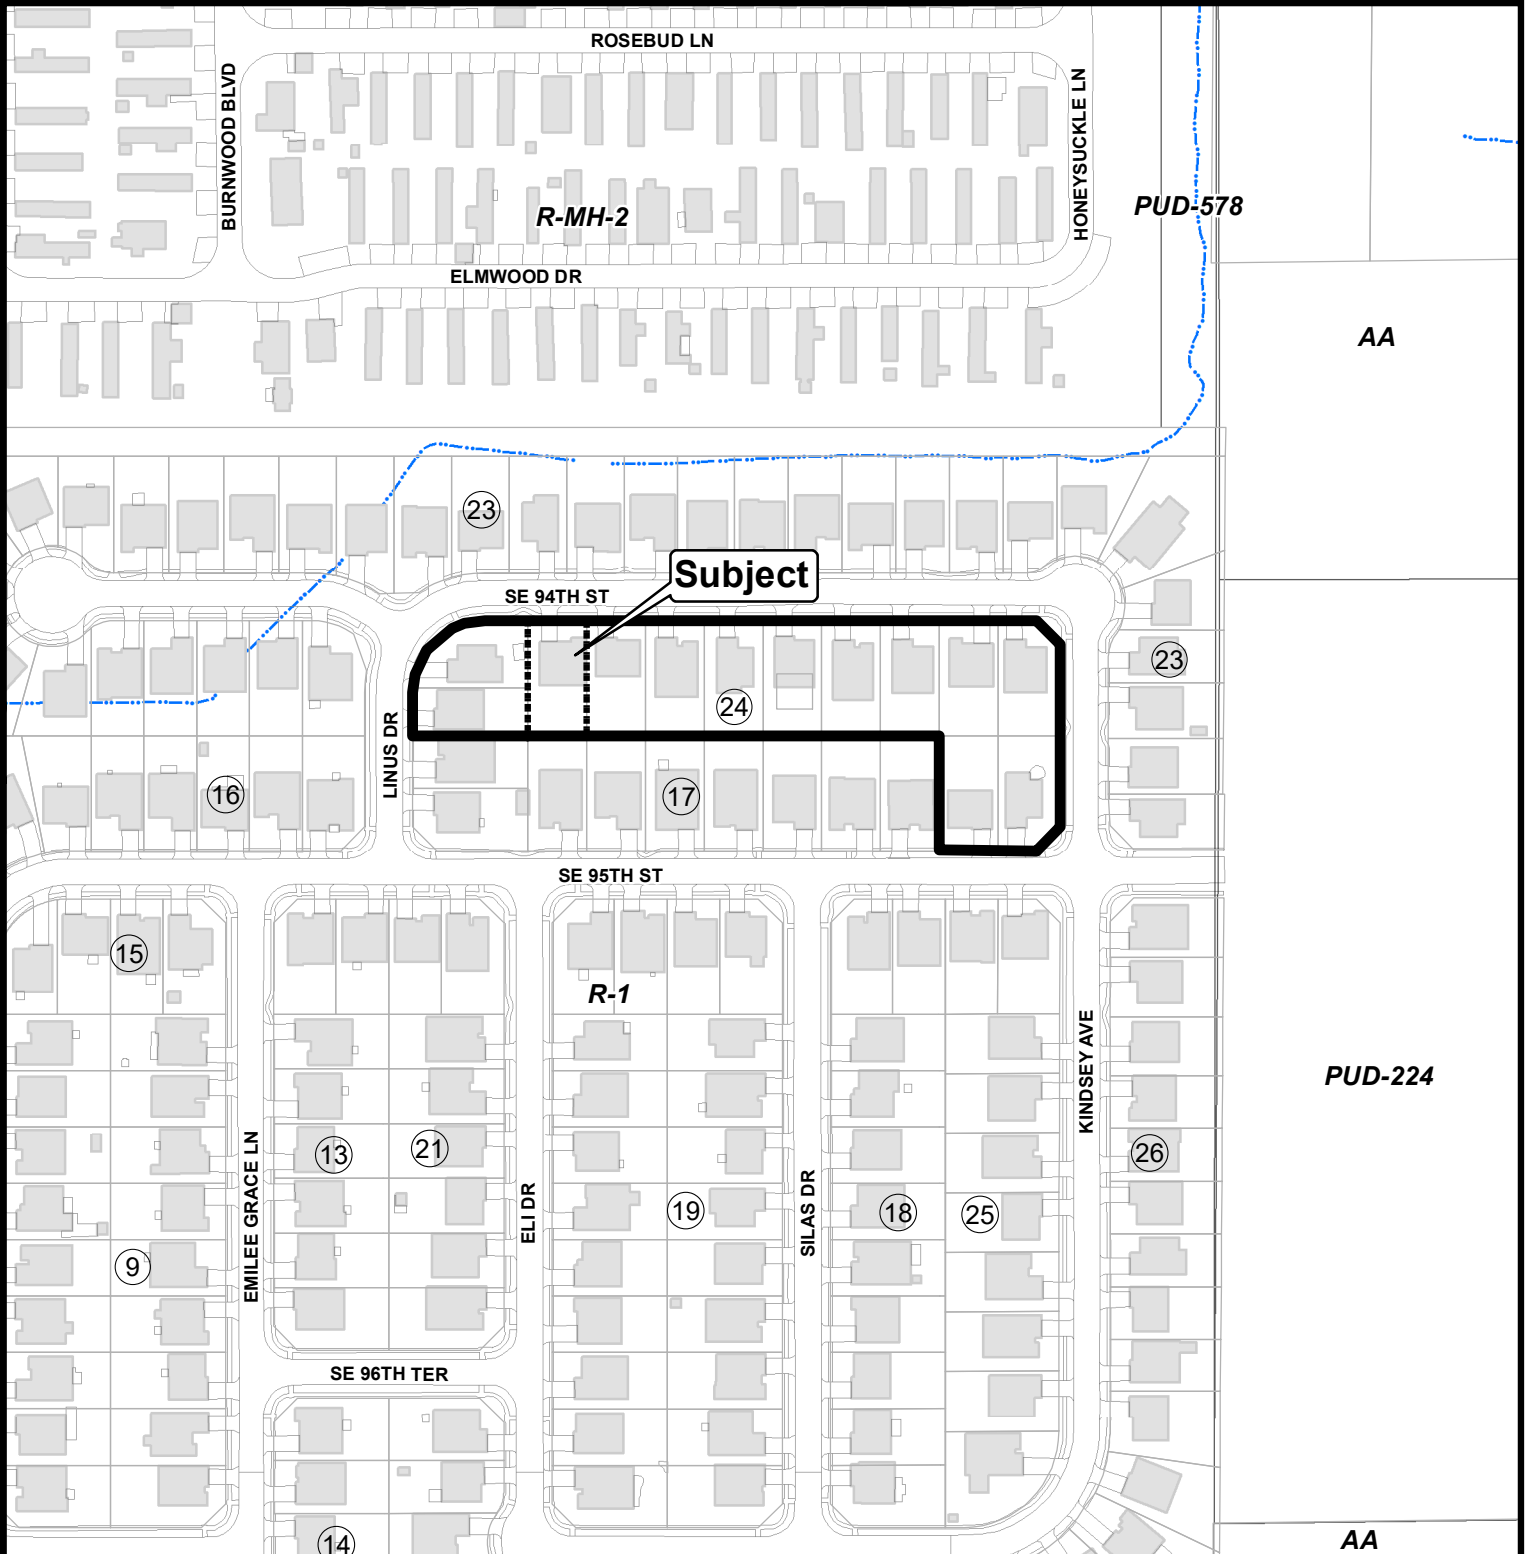 ROSEBUD LN
BURNWOOD BLVD
HONEYSUCKLE LN
R-MH-2
PUD-578
ELMWOOD DR
AA
23
Subject
SE 94TH ST
23
24
LINUS DR
16
17
SE 95TH ST
15
R-1
KINDSEY AVE
PUD-224
13
21
26
EMILEE GRACE LN
ELI DR
SILAS DR
19
18
25
9
SE 96TH TER
14
AA